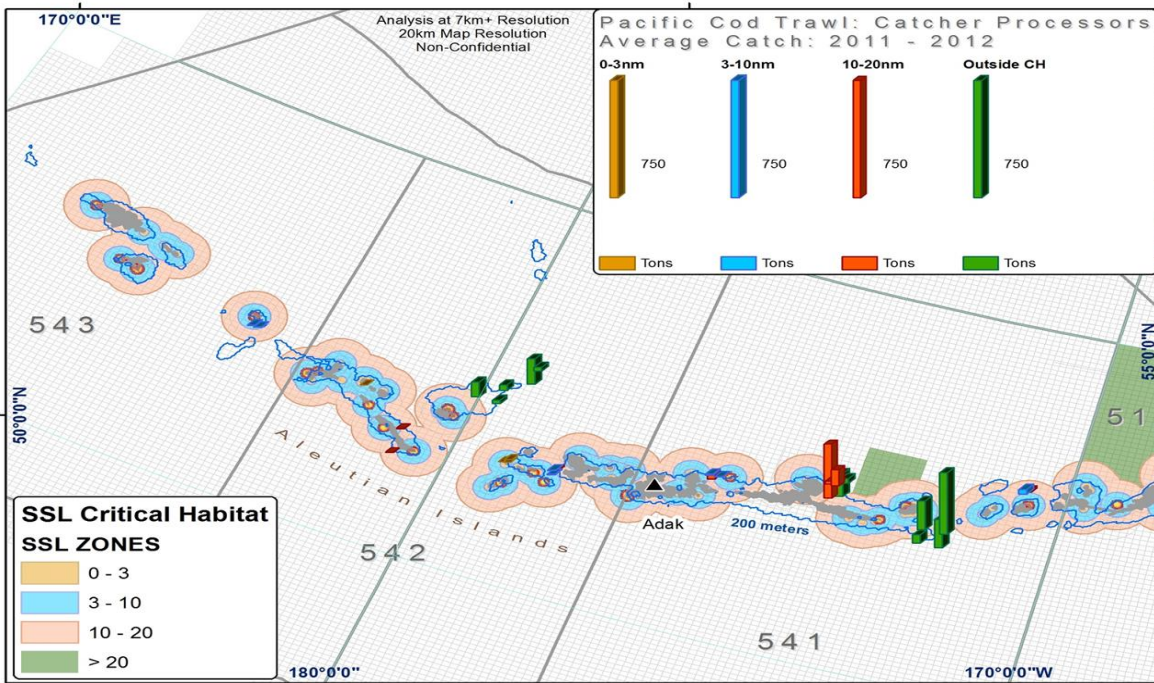 170°0'0"E
Analysis at 7km+ Resolution
20km Map Resolution
Non-Confidential
Pacific Cod Trawl: Catcher Processors
Average Catch: 2011 - 2012
0-3nm 3-10nm 10-20nm Outside CH
750 750 750 750
Tons Tons Tons Tons
543
50°0'0"N
55°0'0"N
51
Aleutian Islands
Adak
200 meters
542
541
SSL Critical Habitat
SSL ZONES
0 - 3
3 - 10
10 - 20
> 20
180°0'0"
170°0'0"W